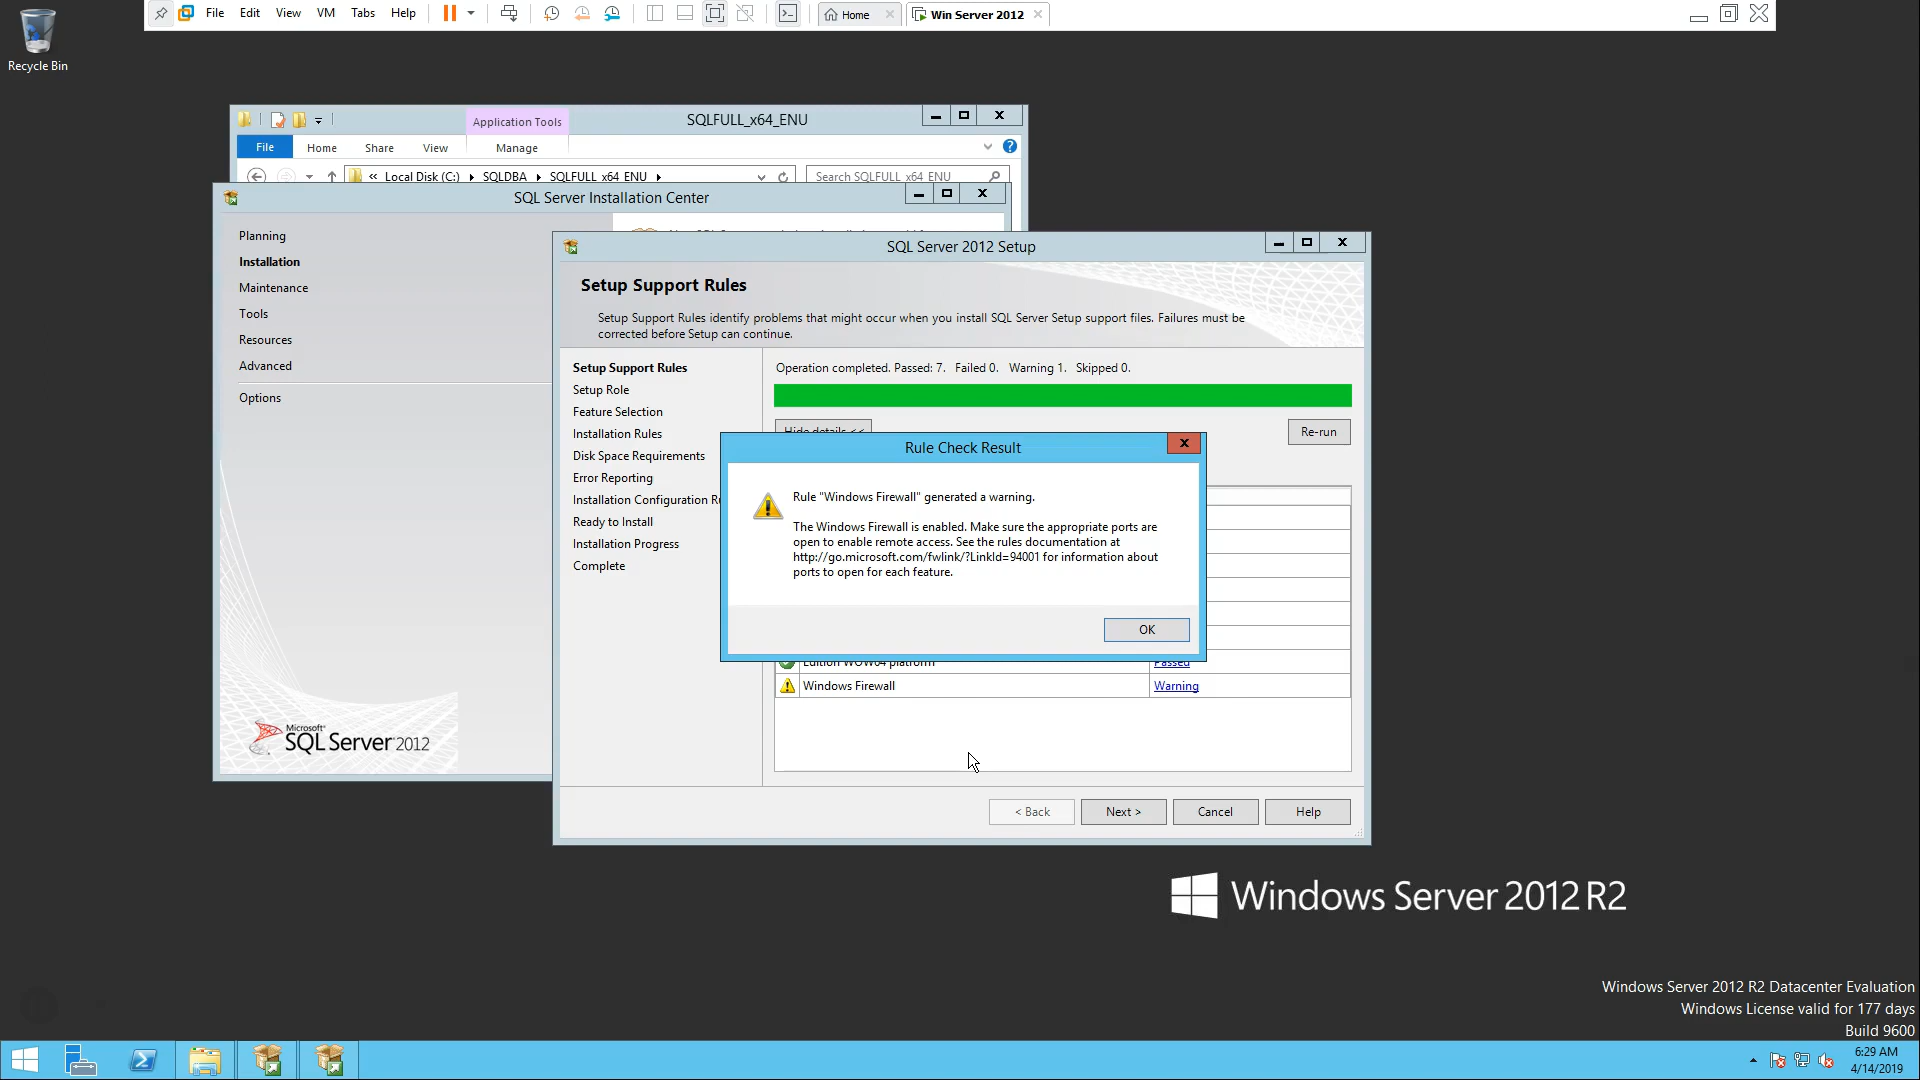 File Edit View VM Tabs Help
Home
Win Server 2012
Recycle Bin
Application Tools
SQLFULL_x64_ENU
File Home Share View Manage
« Local Disk (C:) SQLDBA SQLFULL_x64_ENU
Search SQLFULL_x64_ENU
SQL Server Installation Center
Planning
Installation
Maintenance
Tools
Resources
Advanced
Options
Microsoft®
SQL Server® 2012
SQL Server 2012 Setup
Setup Support Rules
Setup Support Rules identify problems that might occur when you install SQL Server Setup support files. Failures must be
corrected before Setup can continue.
Setup Support Rules
Setup Role
Feature Selection
Installation Rules
Disk Space Requirements
Error Reporting
Installation Configuration
Ready to Install
Installation Progress
Complete
Operation completed. Passed: 7. Failed 0. Warning 1. Skipped 0.
Hide details <<
Re-run
Rule Check Result
Rule "Windows Firewall" generated a warning.
The Windows Firewall is enabled. Make sure the appropriate ports are
open to enable remote access. See the rules documentation at
http://go.microsoft.com/fwlink/?LinkId=94001 for information about
ports to open for each feature.
OK
Edition WOW64 platform Passed
Windows Firewall Warning
< Back Next > Cancel Help
Windows Server 2012 R2
Windows Server 2012 R2 Datacenter Evaluation
Windows License valid for 177 days
Build 9600
6:29 AM
4/14/2019